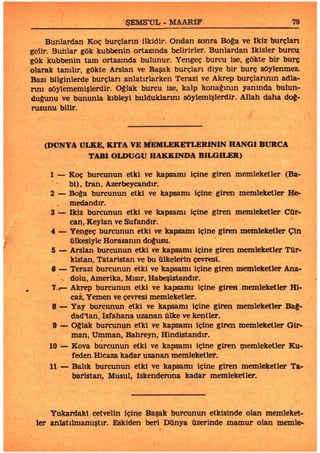 ŞEMS'ÜL - MAARİF 79
Bunlardan Koç burçların ilkidir. Ondan sonra Boğa ve İkiz burçları
gelir. Bunlar gök kubbenin ortasında belirirler. Bunlardan İkizler burcu
gök kubbenin tam ortasında bulunur. Yengeç burcu ise, gökte bir burç
olarak tanılır, gökte Arslan ve Başak burçları diye bir burç söylenmez.
Bazı bilginlerde burçları anlatırlarken Terazi ve Akrep burçlarının adla-
rını söylememişlerdir. Oğlak burcu ise, kalp konağının yanında bulun-
duğunu ve bununla kıbleyi bulduklarını söylemişlerdir. Allah daha doğ-
rusunu bilir.
(DÜNYA ÜLKE, KITA VE MEMLEKETLERİNİN HANGİ BURCA
TABİ OLDUĞU HAKKINDA BİLGİLER)
1 — Koç burcunun etki ve kapsamı içine giren memleketler (Ba-
bi), İran, Azerbeycandır.
2 — Boğa burcunun etki ve kapsamı içine giren memleketler He-
medandır.
3 — İkiz burcunun etki ve kapsamı içine giren memleketler Cür-
can, Keylan ve Sufandır.
4 — Yengeç burcunun etki ve kapsamı içine giren memleketler Çin
ülkesiyle Horasanın doğusu.
5 — Arslan burcunun etki ve kapsamı içine giren memleketler Tür-
kistan, Tataristan ve bu ülkelerin çevresi.
6 — Terazi burcunun etki ve kapsamı içine giren memleketler Ana-
dolu, Amerika, Mısır, Habeşistandır.
7 — Akrep burcunun etki ve kapsamı içine giren memleketler Hi-
caz, Yemen ve çevresi memleketler.
8 — Yay burcunun etki ve kapsamı içine giren memleketler Bağ-
dad'tan, Isfahana uzanan ülke ve kentler.
9 — Oğlak burcunun etki ve kapsamı içine giren memleketler Gir-
man, Umman, Bahreyn, Hindistandır.
10 — Kova burcunun etki ve kapsamı içine giren memleketler Ku-
feden Hicaza kadar uzanan memleketler.
11 — Balık burcunun etki ve kapsamı içine giren memleketler Ta-
baristan, Musul, İskenderona kadar memleketler.
Yukardaki cetvelin içine Başak burcunun etkisinde olan memleket-
ler anlatılmamıştır. Eskiden beri Dünya üzerinde mamur olan memle-